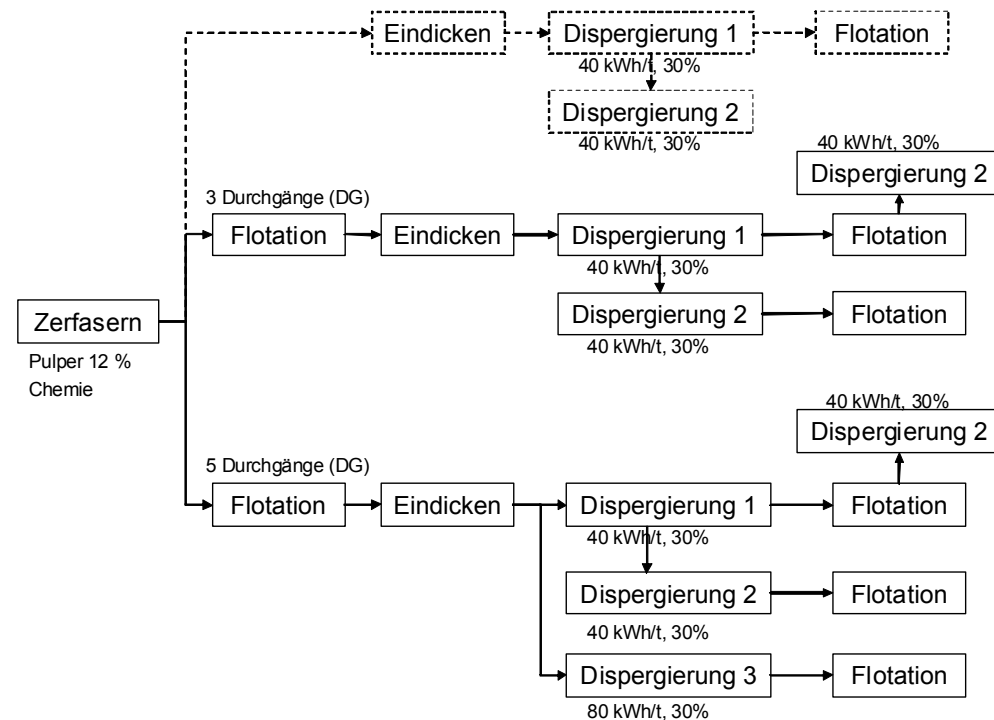 Eindicken
Dispergierung 1
Flotation
40 kWh/t, 30%
Dispergierung 2
40 kWh/t, 30%
40 kWh/t, 30%
Dispergierung 2
3 Durchgänge (DG)
Flotation
Eindicken
Dispergierung 1
Flotation
40 kWh/t, 30%
Dispergierung 2
Flotation
40 kWh/t, 30%
Zerfasern
Pulper 12 %
Chemie
40 kWh/t, 30%
Dispergierung 2
5 Durchgänge (DG)
Flotation
Eindicken
Dispergierung 1
Flotation
40 kWh/t, 30%
Dispergierung 2
Flotation
40 kWh/t, 30%
Dispergierung 3
Flotation
80 kWh/t, 30%